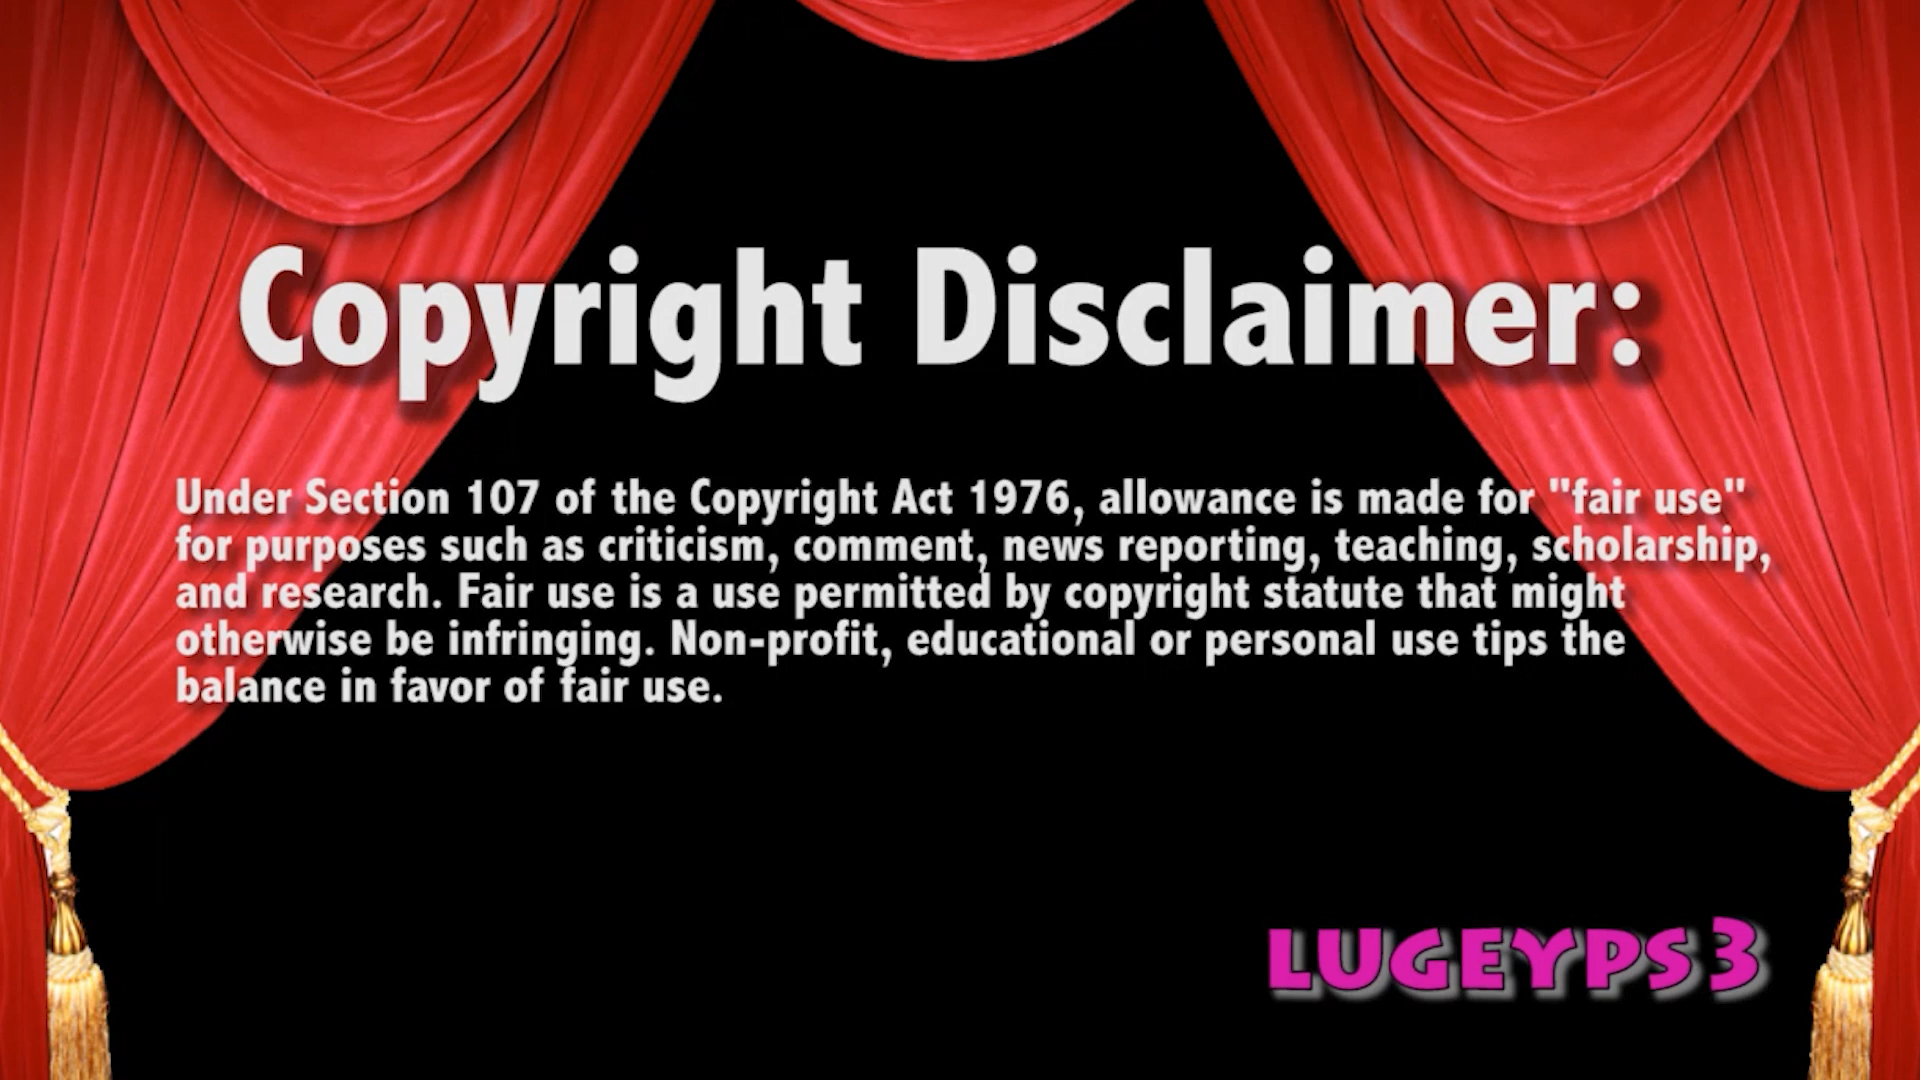 Copyright Disclaimer:
Under Section 107 of the Copyright Act 1976, allowance is made for "fair use"
for purposes such as criticism, comment, news reporting, teaching, scholarship,
and research. Fair use is a use permitted by copyright statute that might
otherwise be infringing. Non-profit, educational or personal use tips the
balance in favor of fair use.
LUGEYPS3